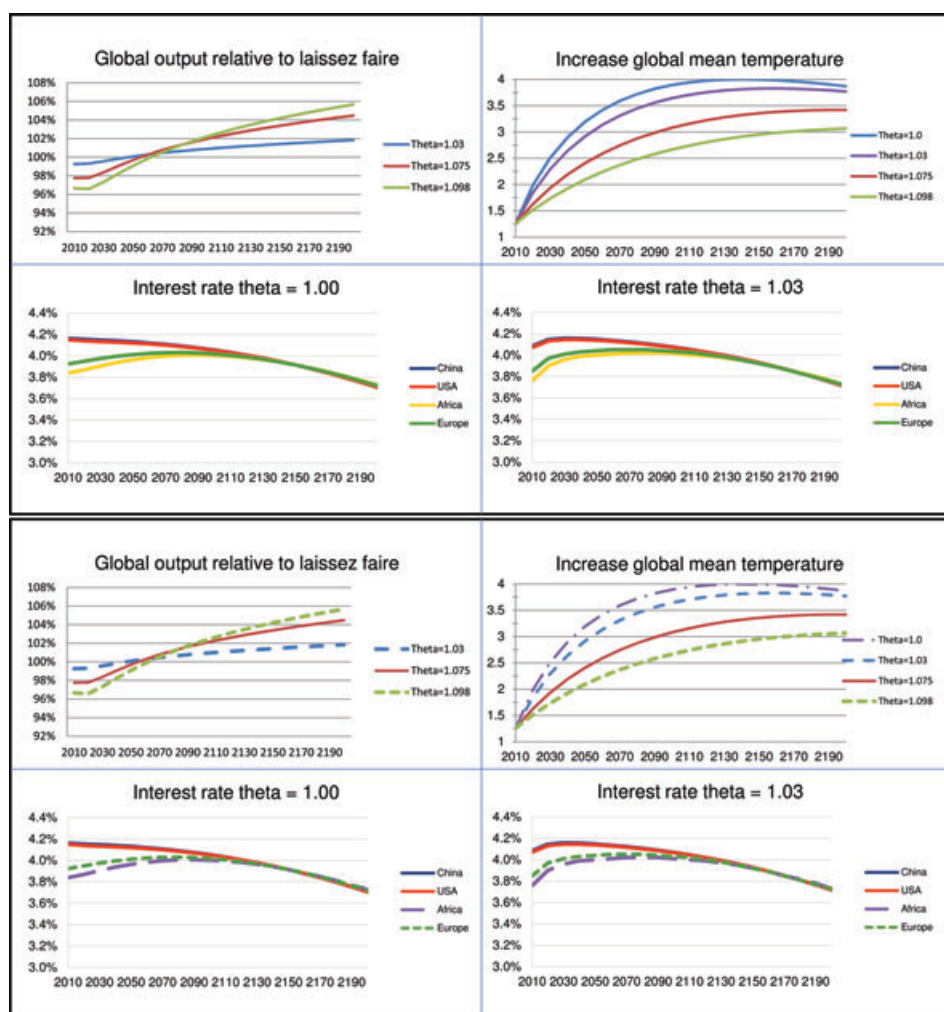 Global output relative to laissez faire
108%
106%
104%
102%
100%
98%
96%
94%
92%
2010 2030 2050 2070 2090 2110 2130 2150 2170 2190
Theta=1.03
Theta=1.075
Theta=1.098
Increase global mean temperature
4
3.5
3
2.5
2
1.5
1
2010 2030 2050 2070 2090 2110 2130 2150 2170 2190
Theta=1.0
Theta=1.03
Theta=1.075
Theta=1.098
Interest rate theta = 1.00
4.4%
4.2%
4.0%
3.8%
3.6%
3.4%
3.2%
3.0%
2010 2030 2050 2070 2090 2110 2130 2150 2170 2190
China
USA
Africa
Europe
Interest rate theta = 1.03
4.4%
4.2%
4.0%
3.8%
3.6%
3.4%
3.2%
3.0%
2010 2030 2050 2070 2090 2110 2130 2150 2170 2190
China
USA
Africa
Europe
Global output relative to laissez faire
108%
106%
104%
102%
100%
98%
96%
94%
92%
2010 2030 2050 2070 2090 2110 2130 2150 2170 2190
Theta=1.03
Theta=1.075
Theta=1.098
Increase global mean temperature
4
3.5
3
2.5
2
1.5
1
2010 2030 2050 2070 2090 2110 2130 2150 2170 2190
Theta=1.0
Theta=1.03
Theta=1.075
Theta=1.098
Interest rate theta = 1.00
4.4%
4.2%
4.0%
3.8%
3.6%
3.4%
3.2%
3.0%
2010 2030 2050 2070 2090 2110 2130 2150 2170 2190
China
USA
Africa
Europe
Interest rate theta = 1.03
4.4%
4.2%
4.0%
3.8%
3.6%
3.4%
3.2%
3.0%
2010 2030 2050 2070 2090 2110 2130 2150 2170 2190
China
USA
Africa
Europe